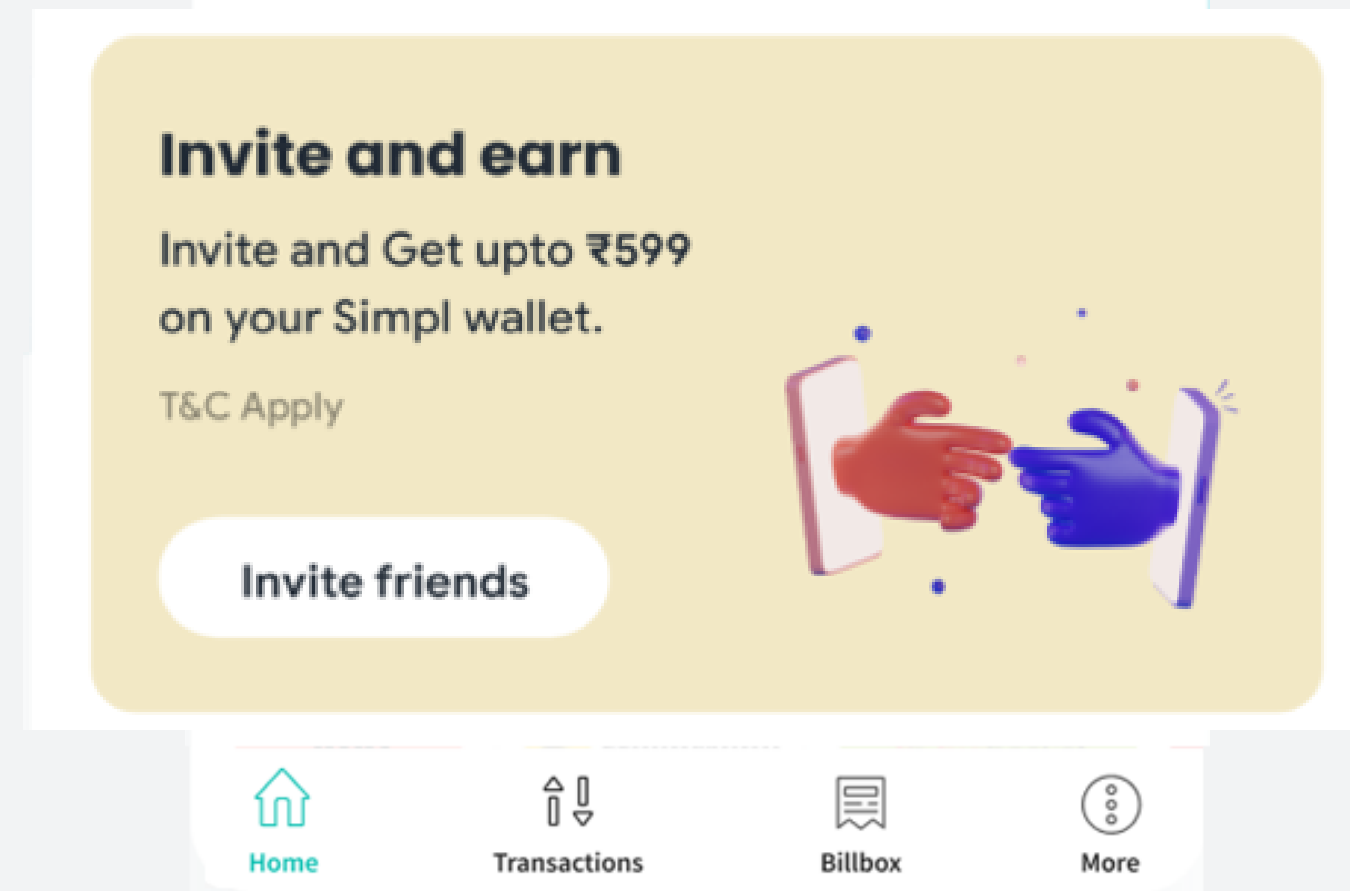 Invite and earn
Invite and Get upto ₹599
on your Simpl wallet.
T&C Apply
Invite friends
Home
Transactions
Billbox
More